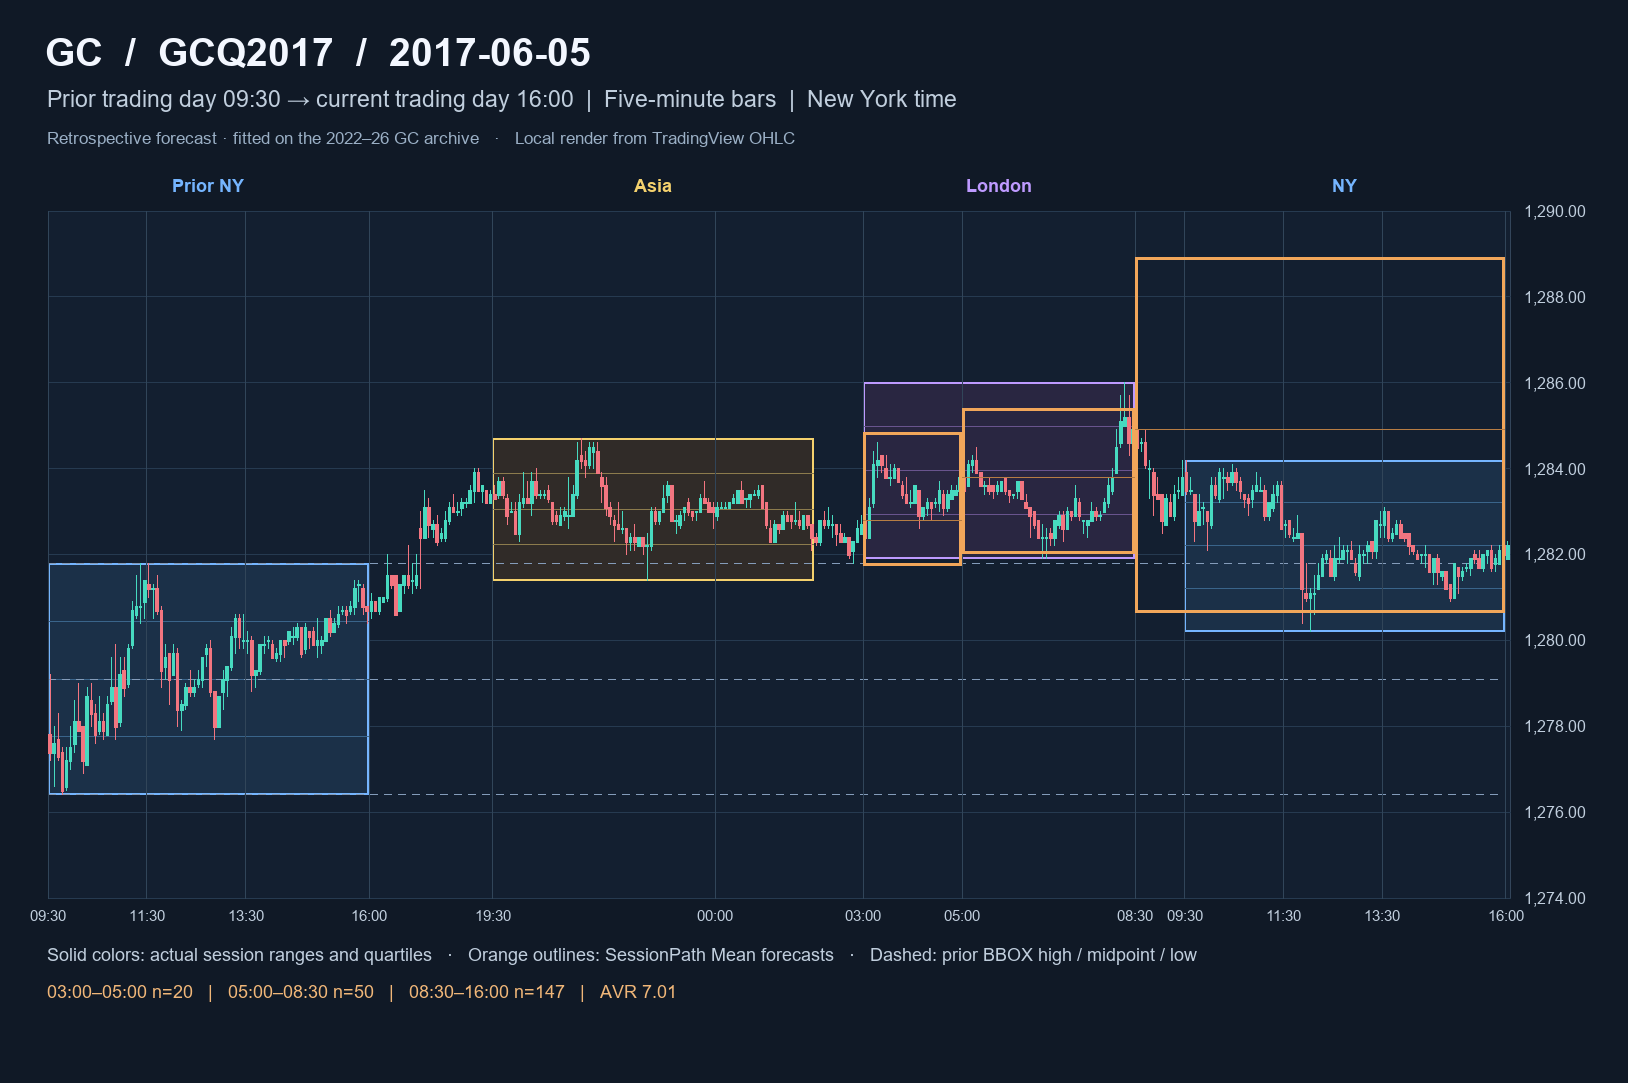 GC / GCQ2017 / 2017-06-05
Prior trading day 09:30 → current trading day 16:00 | Five-minute bars | New York time
Retrospective forecast · fitted on the 2022–26 GC archive · Local render from TradingView OHLC
Prior NY Asia London NY
1,290.00
1,288.00
1,286.00
1,284.00
1,282.00
1,280.00
1,278.00
1,276.00
1,274.00
09:30 11:30 13:30 16:00 19:30 00:00 03:00 05:00 08:30 09:30 11:30 13:30 16:00
Solid colors: actual session ranges and quartiles · Orange outlines: SessionPath Mean forecasts · Dashed: prior BBOX high / midpoint / low
03:00–05:00 n=20 | 05:00–08:30 n=50 | 08:30–16:00 n=147 | AVR 7.01